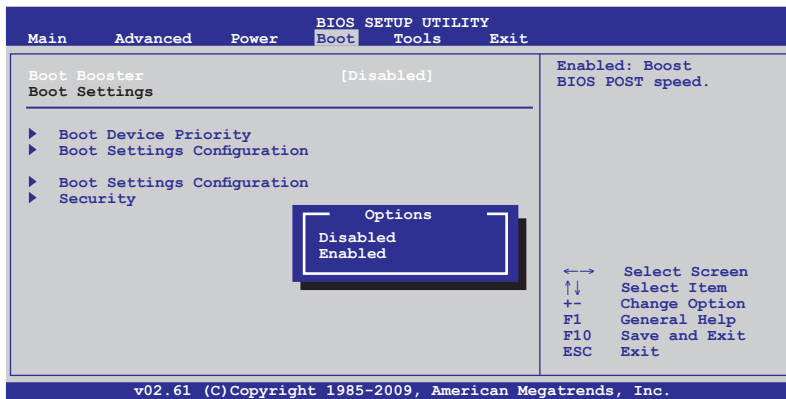 BIOS SETUP UTILITY
Main Advanced Power Boot Tools Exit
Boot Booster [Disabled]
Boot Settings
Boot Device Priority
Boot Settings Configuration
Boot Settings Configuration
Security
Options
Disabled
Enabled
Enabled: Boost
BIOS POST speed.
←→ Select Screen
↑↓ Select Item
+- Change Option
F1 General Help
F10 Save and Exit
ESC Exit
v02.61 (C)Copyright 1985-2009, American Megatrends, Inc.